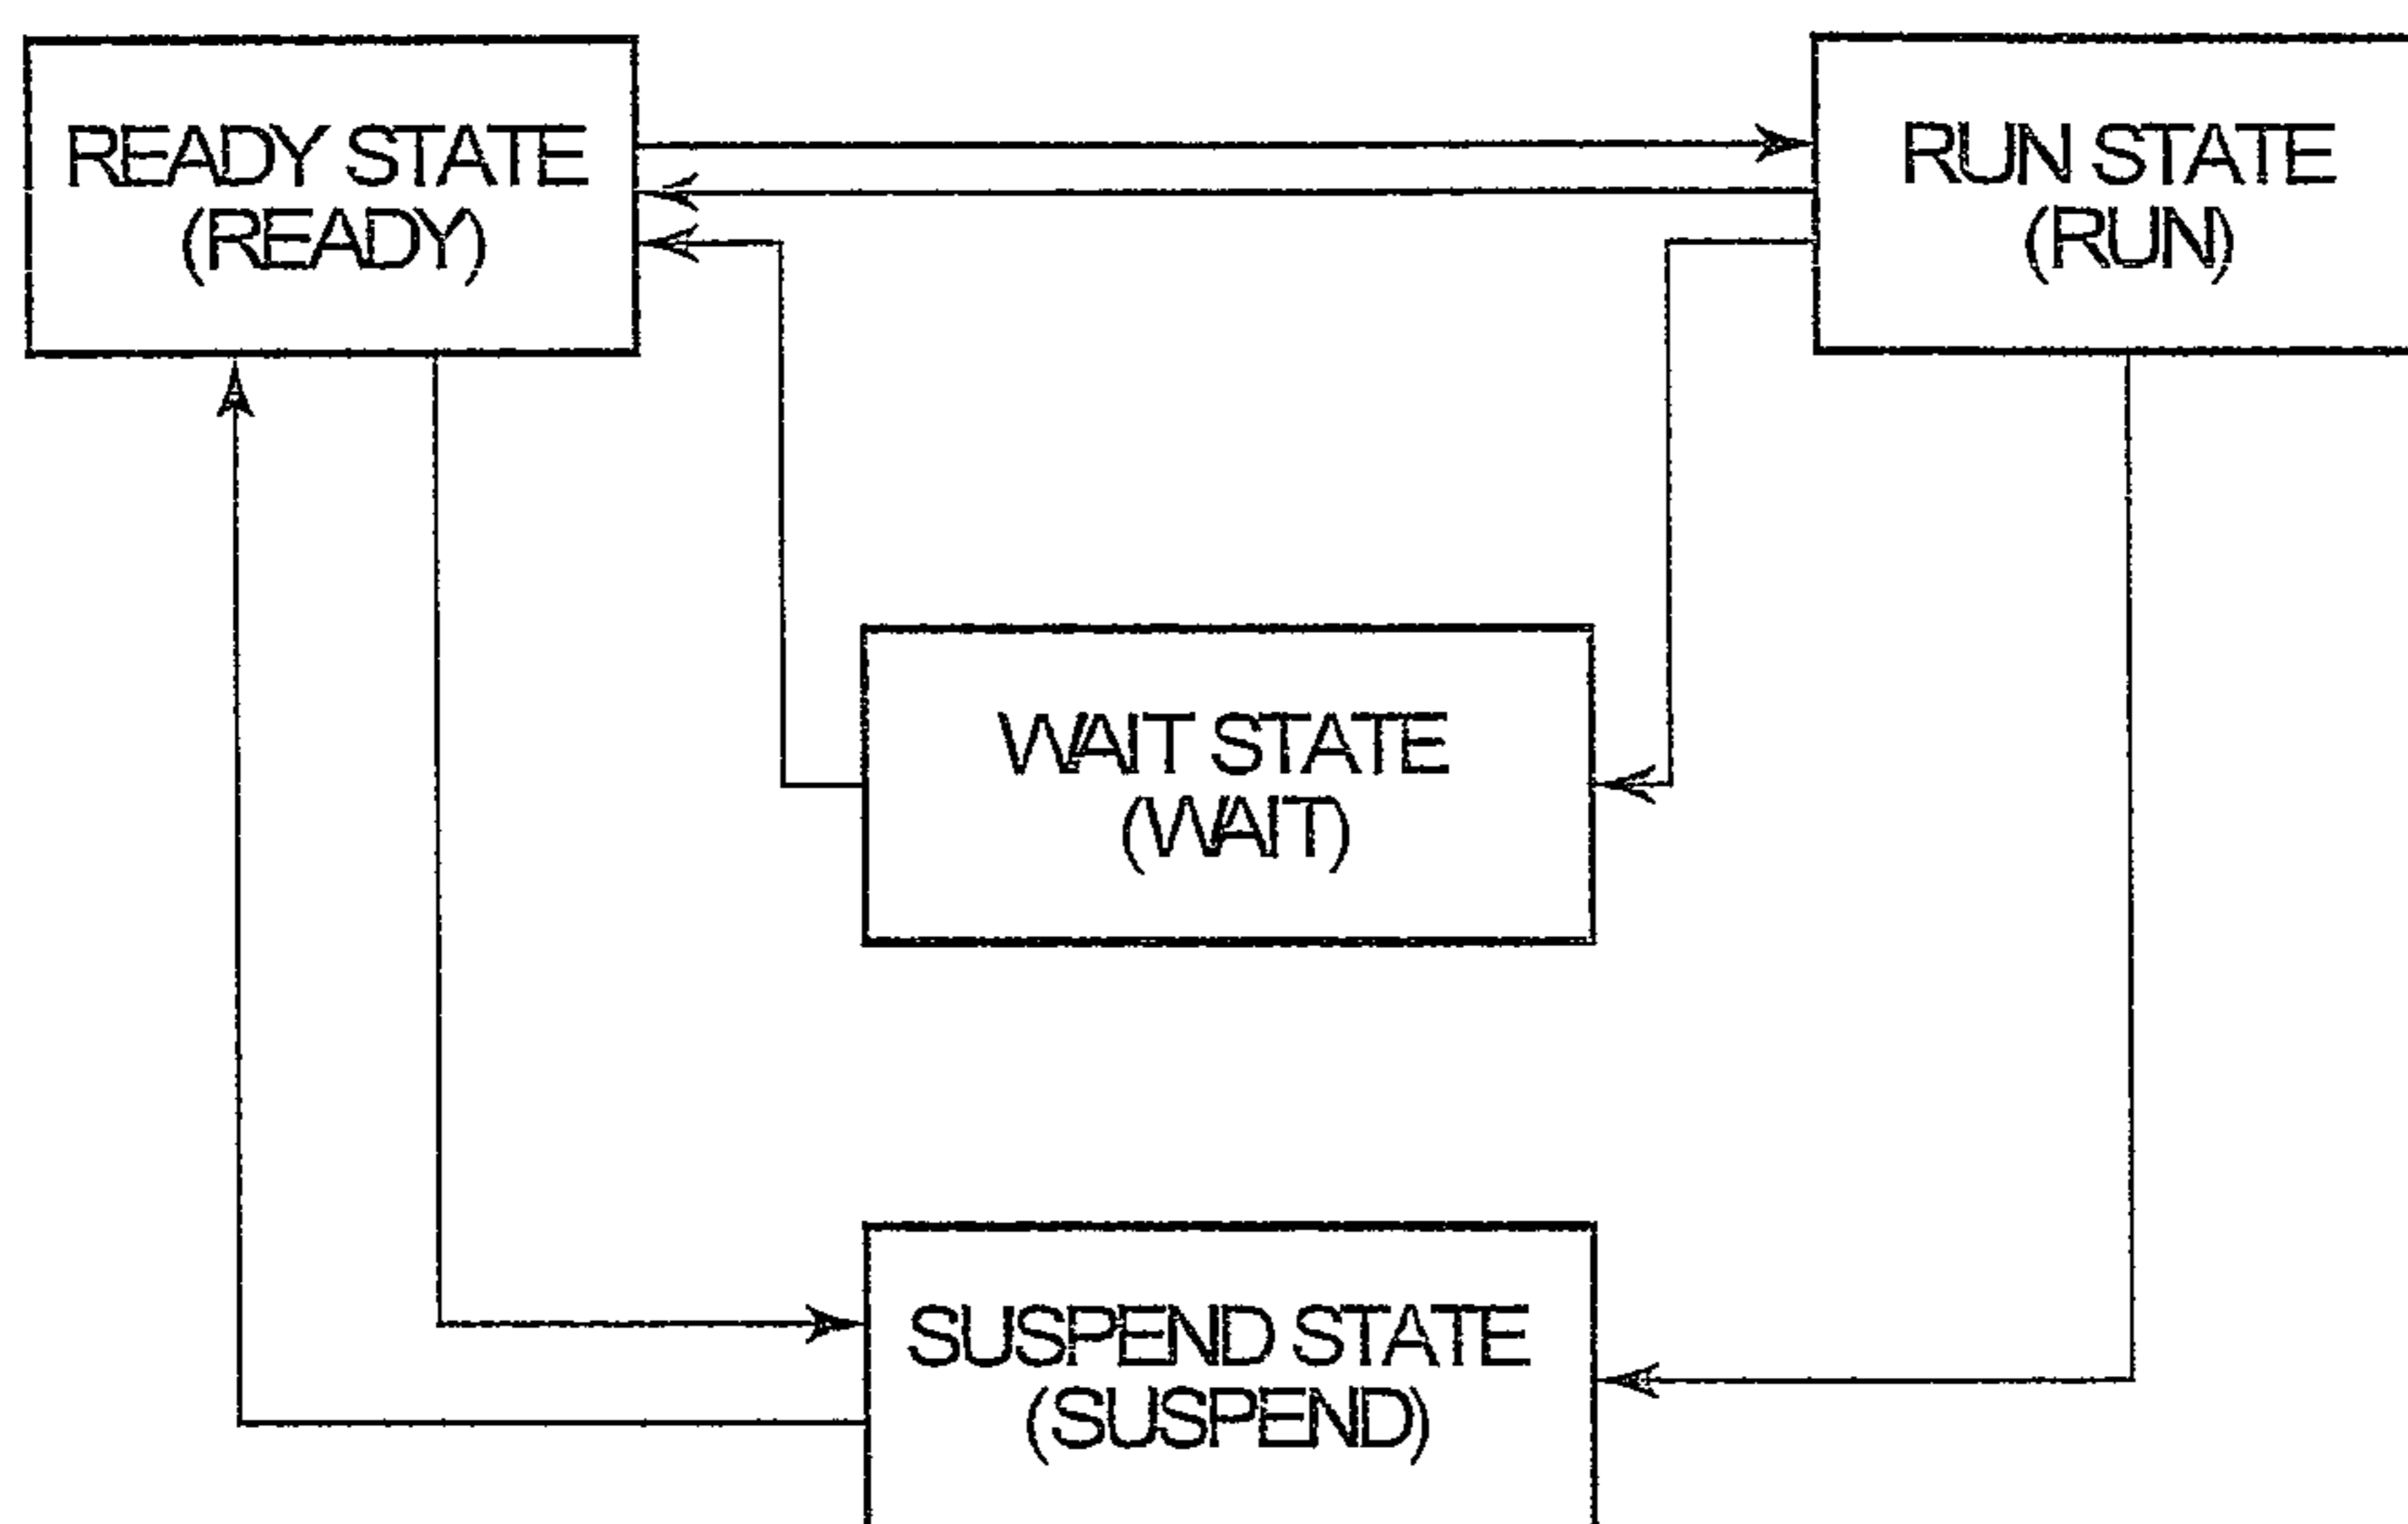 READY STATE
(READY)
RUN STATE
(RUN)
WAIT STATE
(WAIT)
SUSPEND STATE
(SUSPEND)